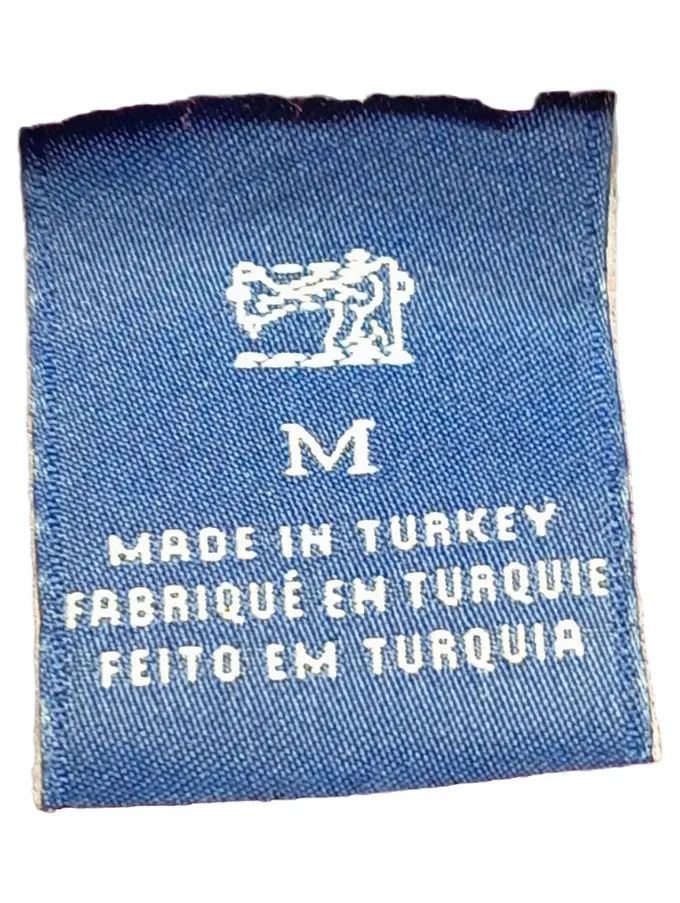 M
MADE IN TURKEY
FABRIQUÉ EN TURQUIE
FEITO EM TURQUIA